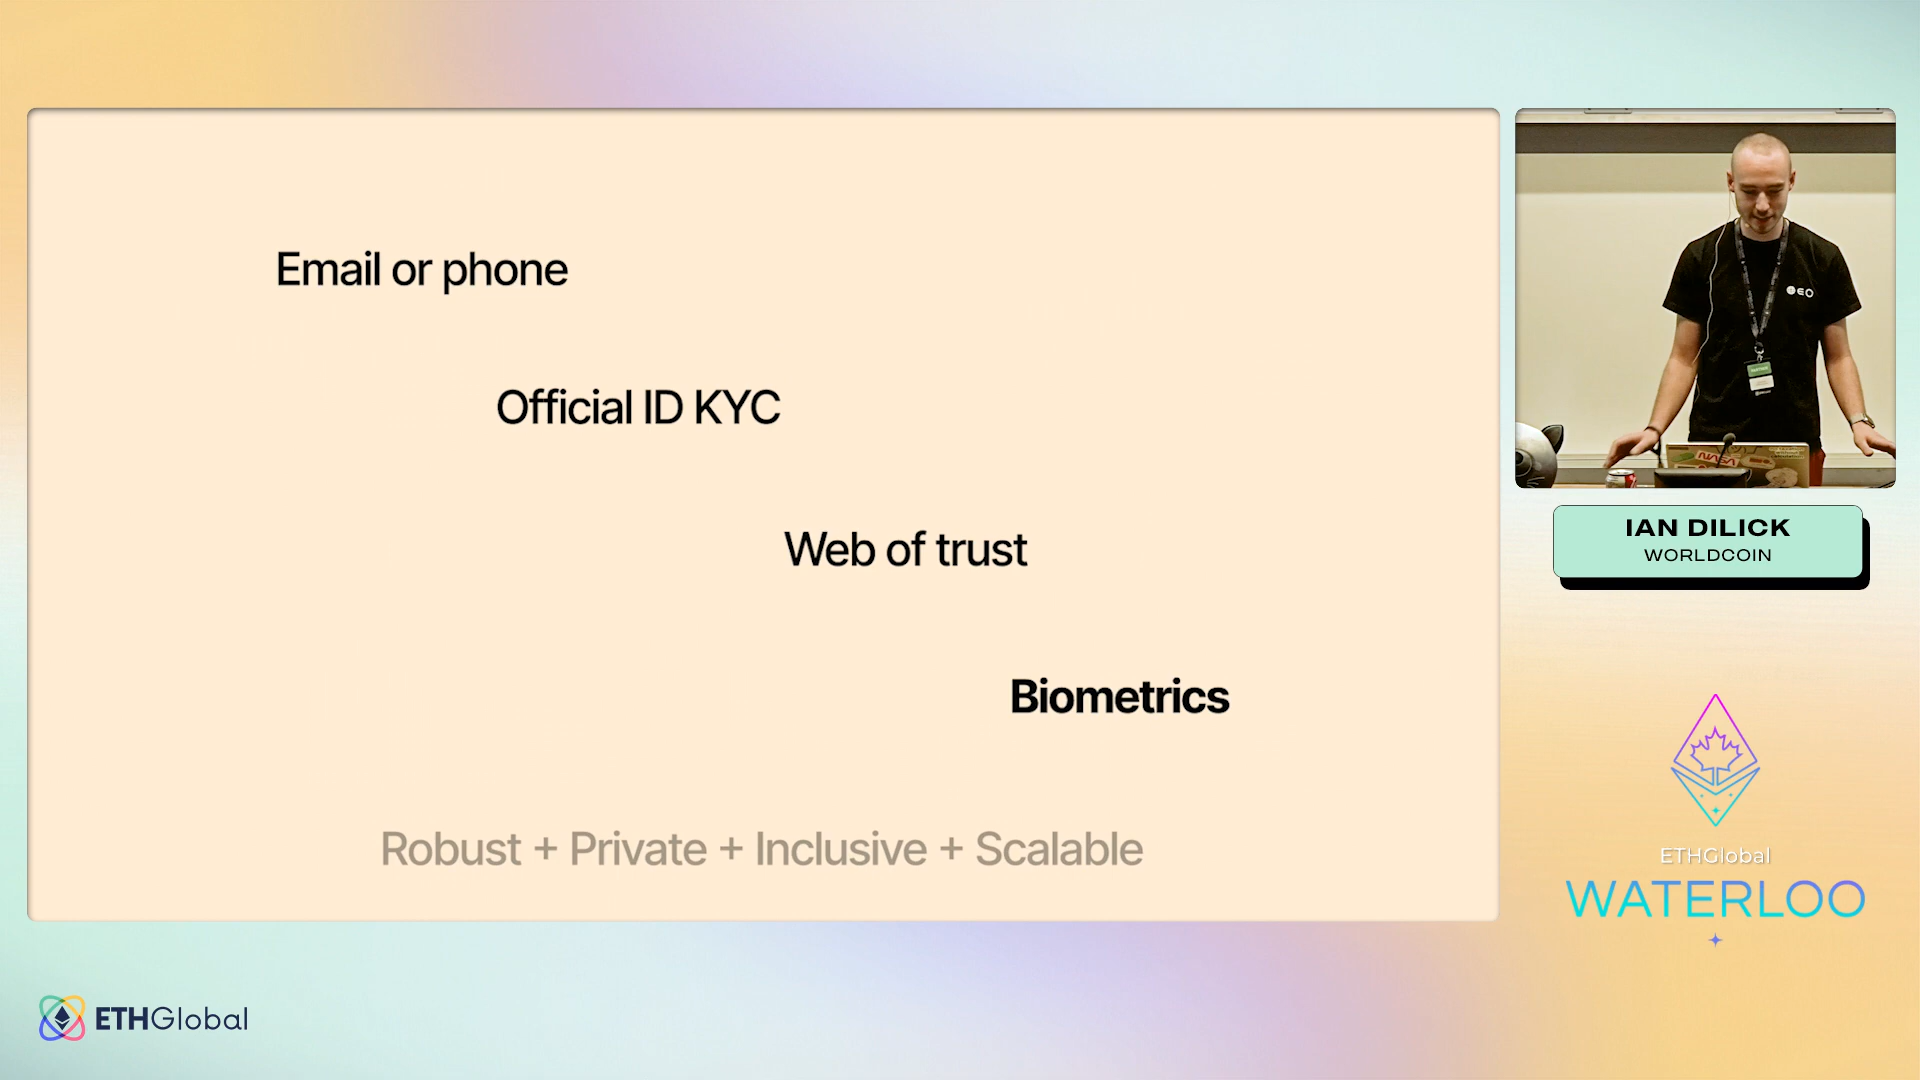 Email or phone
Official ID KYC
Web of trust
Biometrics
Robust + Private + Inclusive + Scalable
NASA
IAN DILICK
WORLDCOIN
ETHGlobal
WATERLOO
ETHGlobal